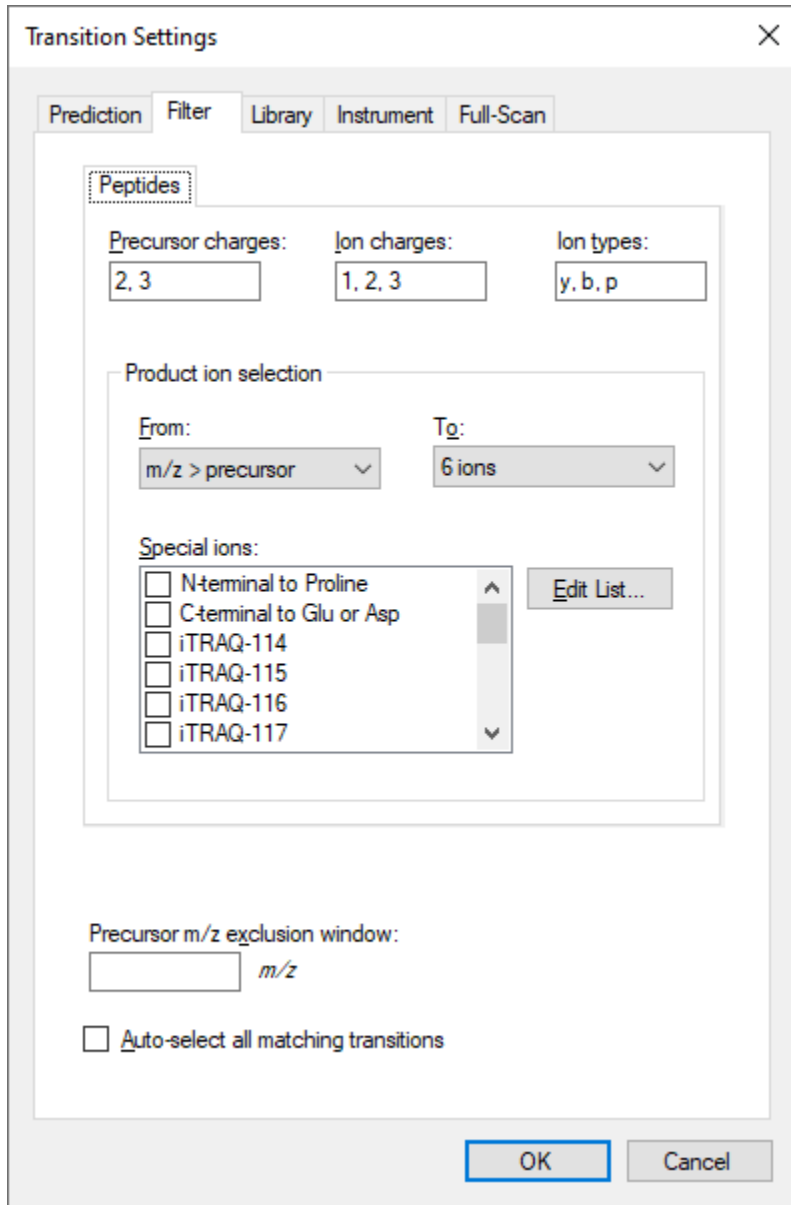 Transition Settings
Prediction Filter Library Instrument Full-Scan
Peptides
Precursor charges: Ion charges: Ion types:
2, 3 1, 2, 3 y, b, p
Product ion selection
From: To:
m/z > precursor 6 ions
Special ions:
N-terminal to Proline Edit List...
C-terminal to Glu or Asp
iTRAQ-114
iTRAQ-115
iTRAQ-116
iTRAQ-117
Precursor m/z exclusion window:
m/z
Auto-select all matching transitions
OK Cancel